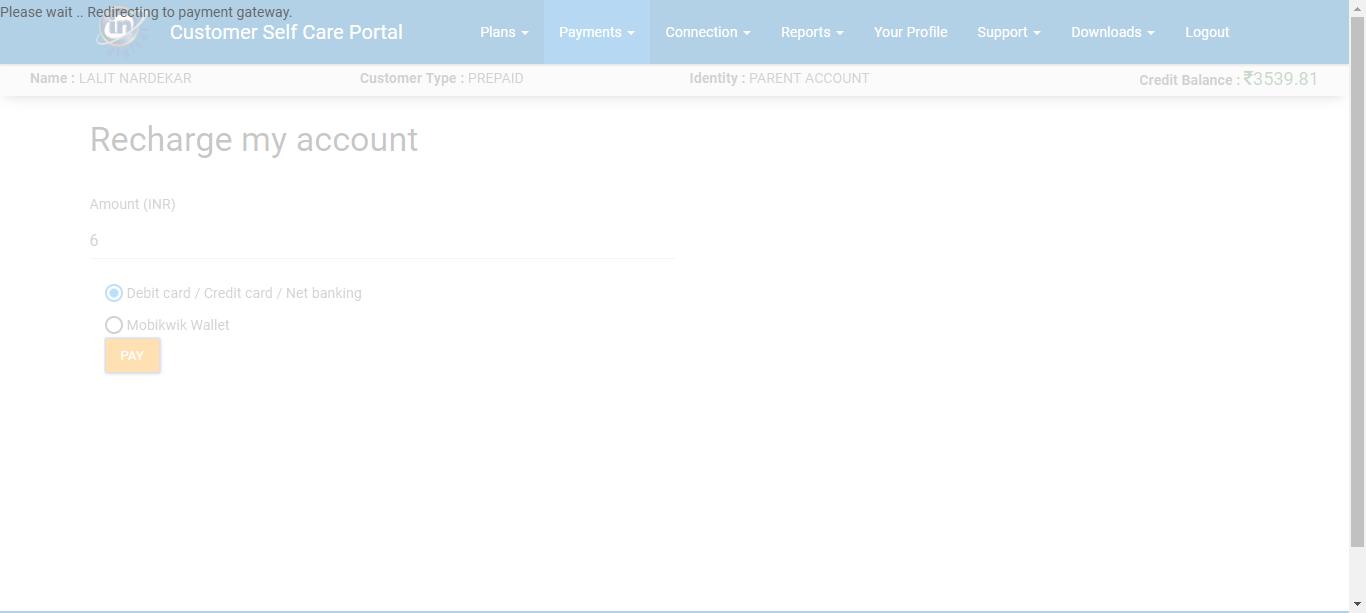 Please wait .. Redirecting to payment gateway.
Customer Self Care Portal Plans Payments Connection Reports Your Profile Support Downloads Logout
Name : LALIT NARDEKAR Customer Type : PREPAID Identity : PARENT ACCOUNT Credit Balance : ₹3539.81
Recharge my account
Amount (INR)
6
Debit card / Credit card / Net banking
Mobikwik Wallet
PAY